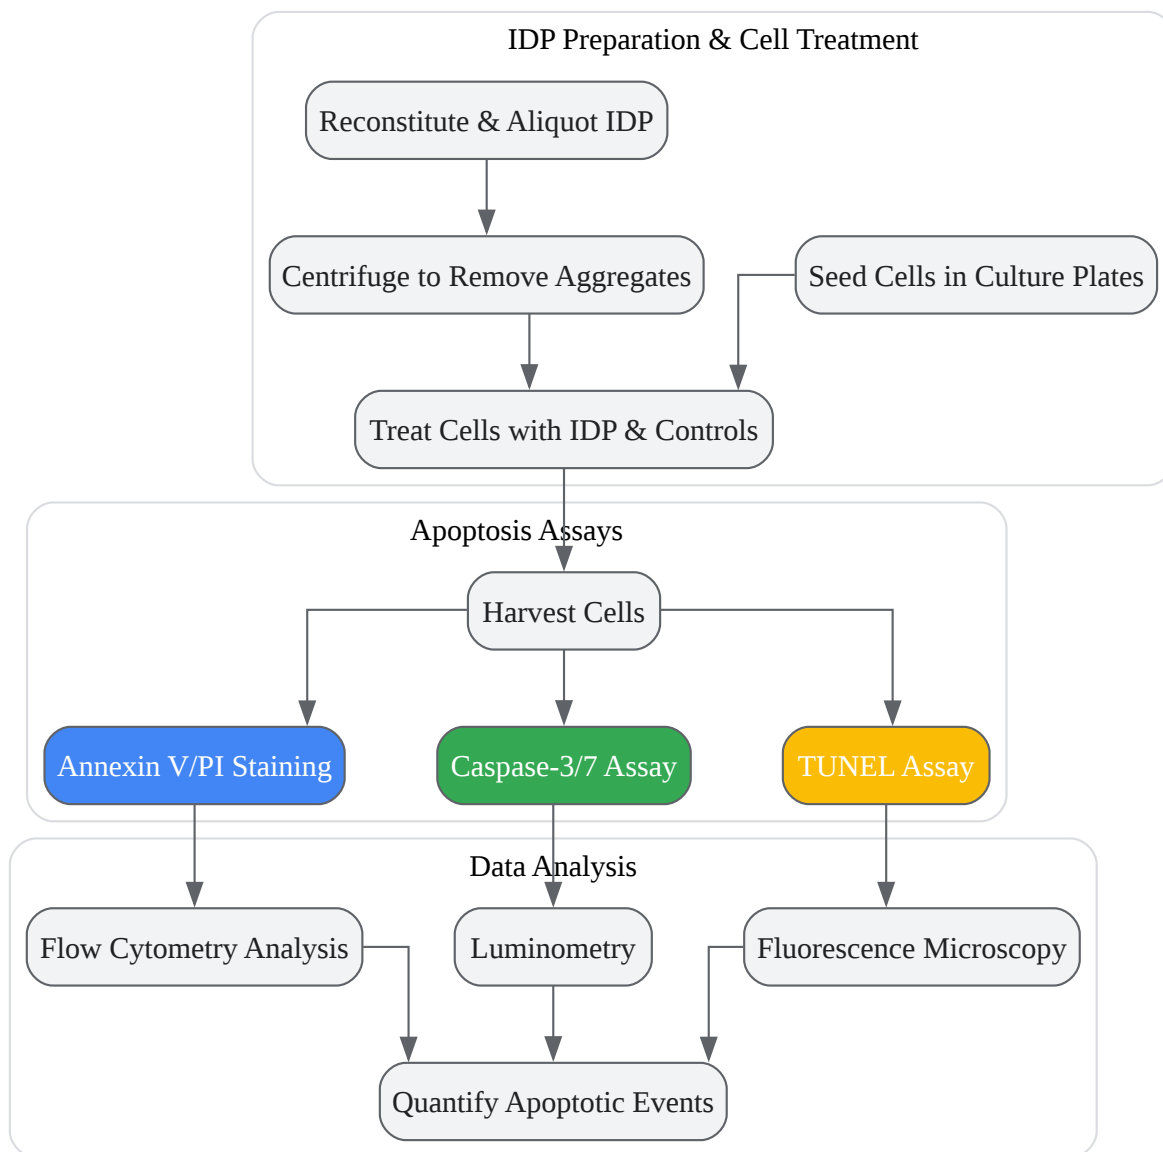 IDP Preparation & Cell Treatment
Reconstitute & Aliquot IDP
Centrifuge to Remove Aggregates
Seed Cells in Culture Plates
Treat Cells with IDP & Controls
Apoptosis Assays
Harvest Cells
Annexin V/PI Staining
Caspase-3/7 Assay
TUNEL Assay
Data Analysis
Flow Cytometry Analysis
Luminometry
Fluorescence Microscopy
Quantify Apoptotic Events